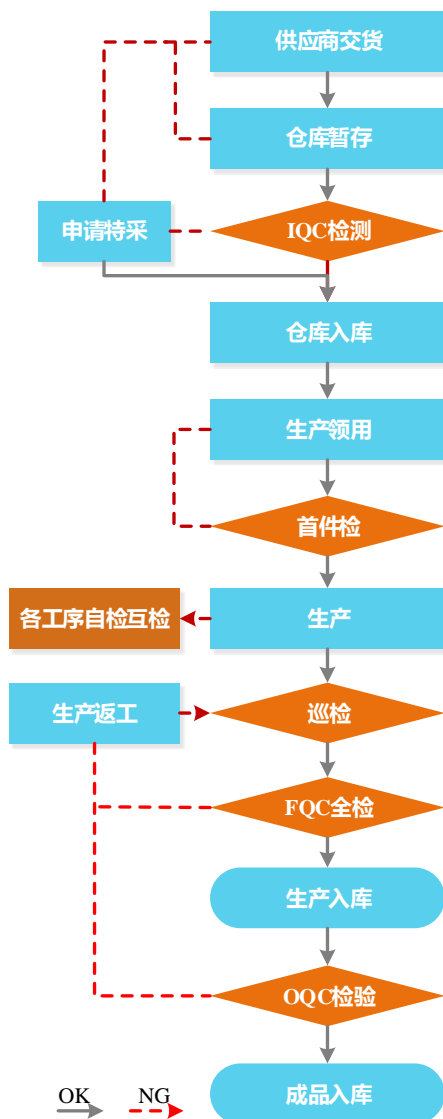 供应商交货
仓库暂存
申请特采
IQC检测
仓库入库
生产领用
首件检
各工序自检互检
生产
生产返工
巡检
FQC全检
生产入库
OQC检验
成品入库
OK
NG